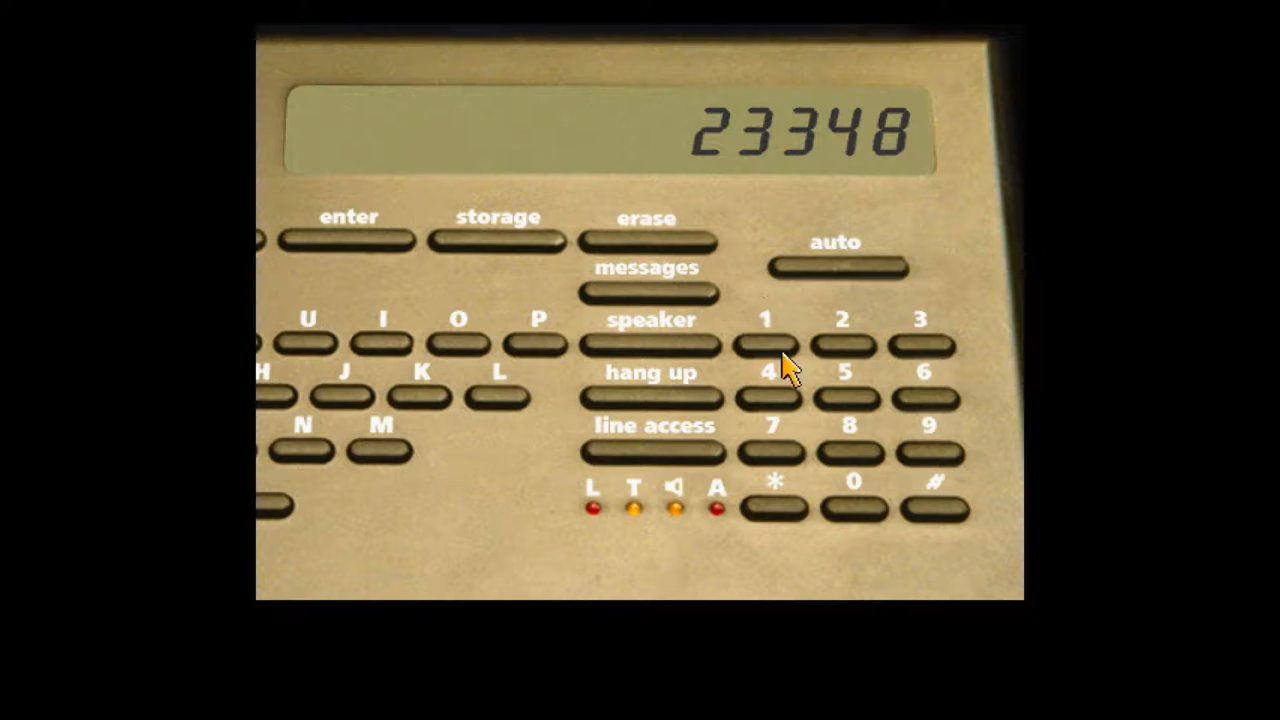 23348
enter storage erase
auto
messages
U I O P speaker 1 2 3
H J K L hang up 4 5 6
N M line access 7 8 9
L T A * 0 #